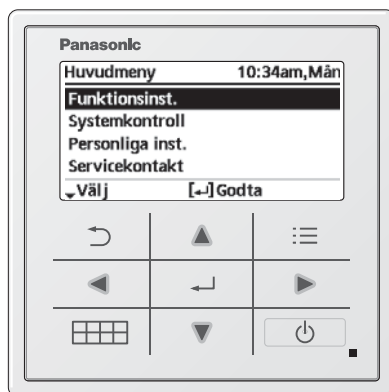 Panasonic
Huvudmeny 10:34am,Mån
Funktionsinst.
Systemkontroll
Personliga inst.
Servicekontakt
Välj [↵]Godta